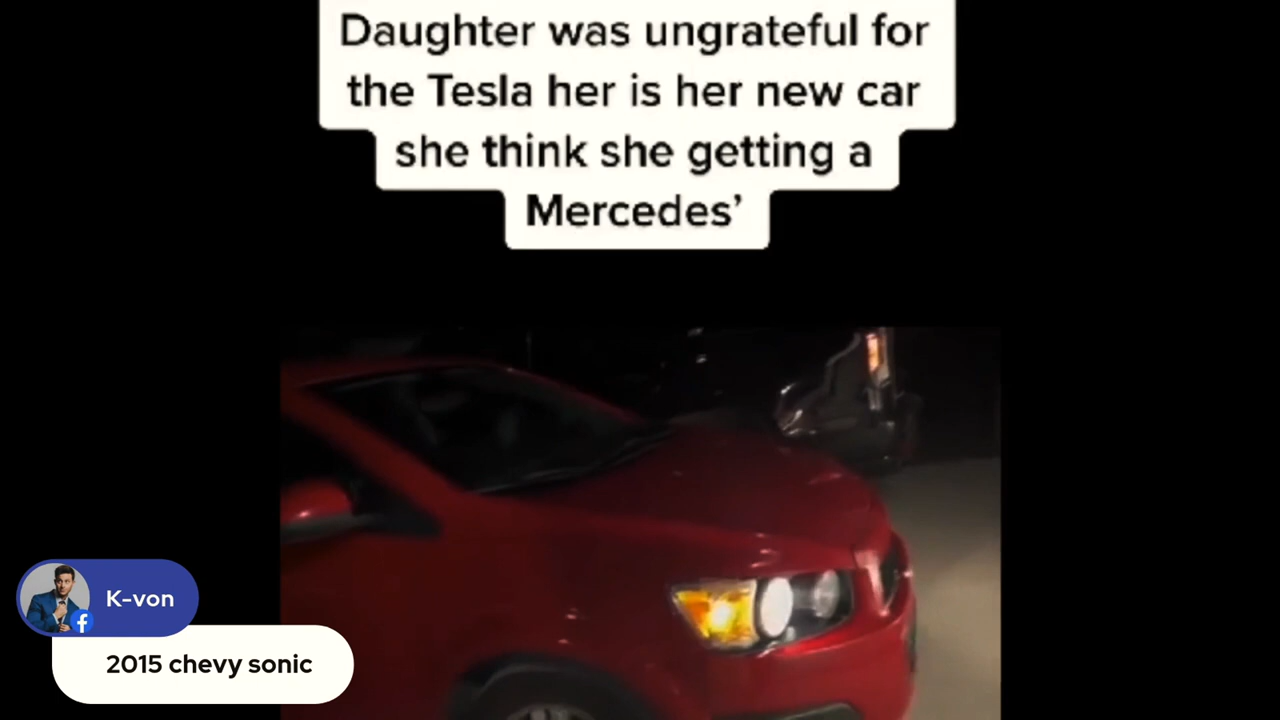 Daughter was ungrateful for
the Tesla her is her new car
she think she getting a
Mercedes’
K-von
2015 chevy sonic